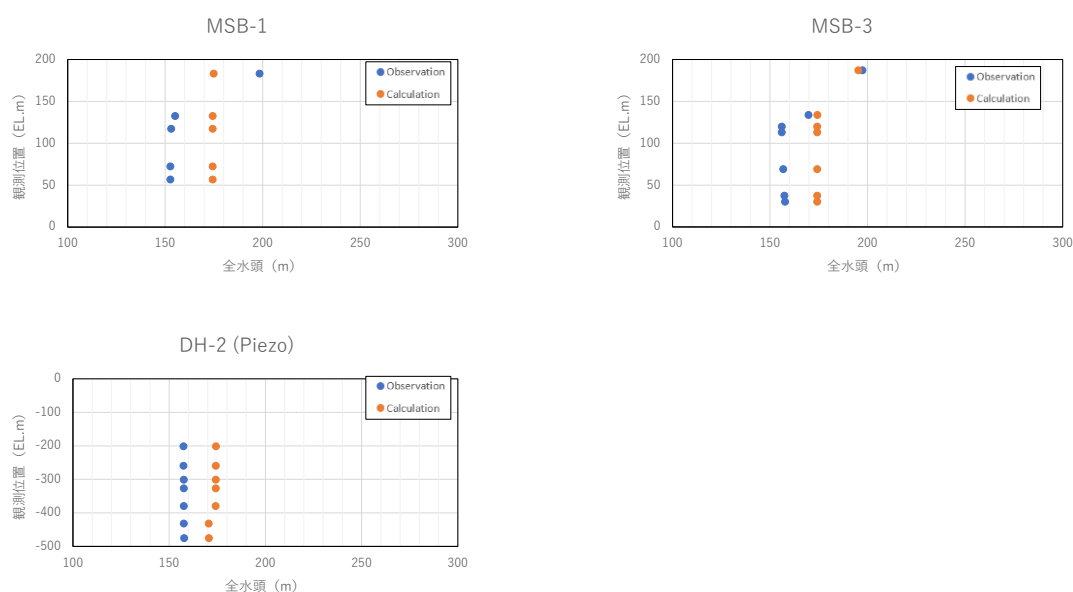 MSB-1
200
150
100
50
0
観測位置（EL.m）
100 150 200 250 300
全水頭（m）
Observation
Calculation
MSB-3
200
150
100
50
0
観測位置（EL.m）
100 150 200 250 300
全水頭（m）
Observation
Calculation
DH-2 (Piezo)
0
-100
-200
-300
-400
-500
観測位置（EL.m）
100 150 200 250 300
全水頭（m）
Observation
Calculation